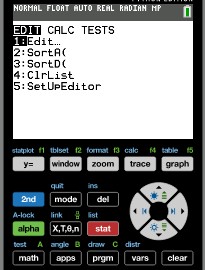 NORMAL FLOAT AUTO REAL RADIAN MP
EDIT CALC TESTS
1:Edit…
2:SortA(
3:SortD(
4:ClrList
5:SetUpEditor
statplot f1 tblset f2 format f3 calc f4 table f5
y= window zoom trace graph
quit ins
2nd mode del
A-lock link list
alpha X,T,θ,n stat
test A angle B draw C distr
math apps prgm vars clear